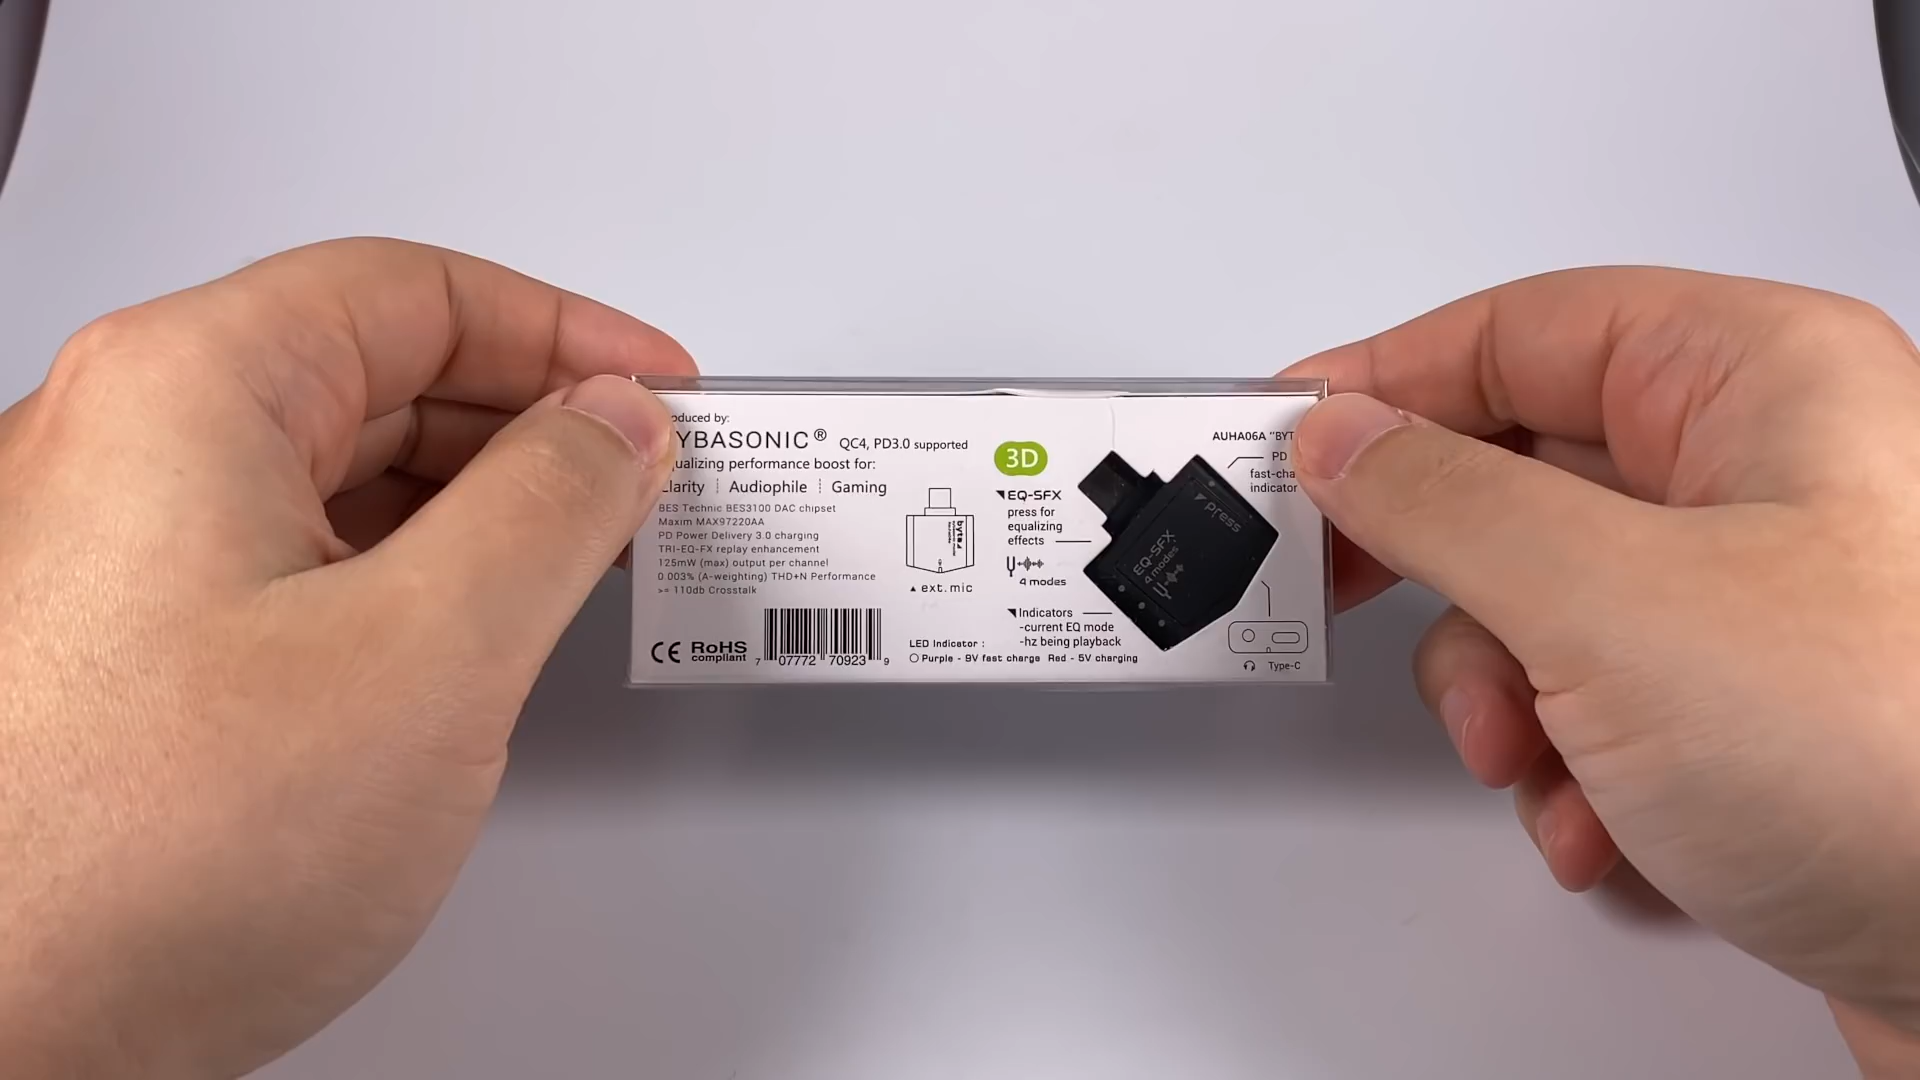 oduced by:
YBASONIC® QC4, PD3.0 supported
ualizing performance boost for:
larity ¦ Audiophile ¦ Gaming
BES Technic BES3100 DAC chipset
Maxim MAX97220AA
PD Power Delivery 3.0 charging
TRI-EQ-FX replay enhancement
125mW (max) output per channel
0.003% (A-weighting) THD+N Performance
>= 110db Crosstalk
CE RoHS
compliant
7 07772 70923 9
byte
▲ ext. mic
LED Indicator :
Purple - 9V fast charge Red - 5V charging
3D
EQ-SFX
press for
equalizing
effects
4 modes
Indicators
-current EQ mode
-hz being playback
press
EQ-SFX
4 modes
AUHA06A "BYT
PD
fast-cha
indicator
Type-C